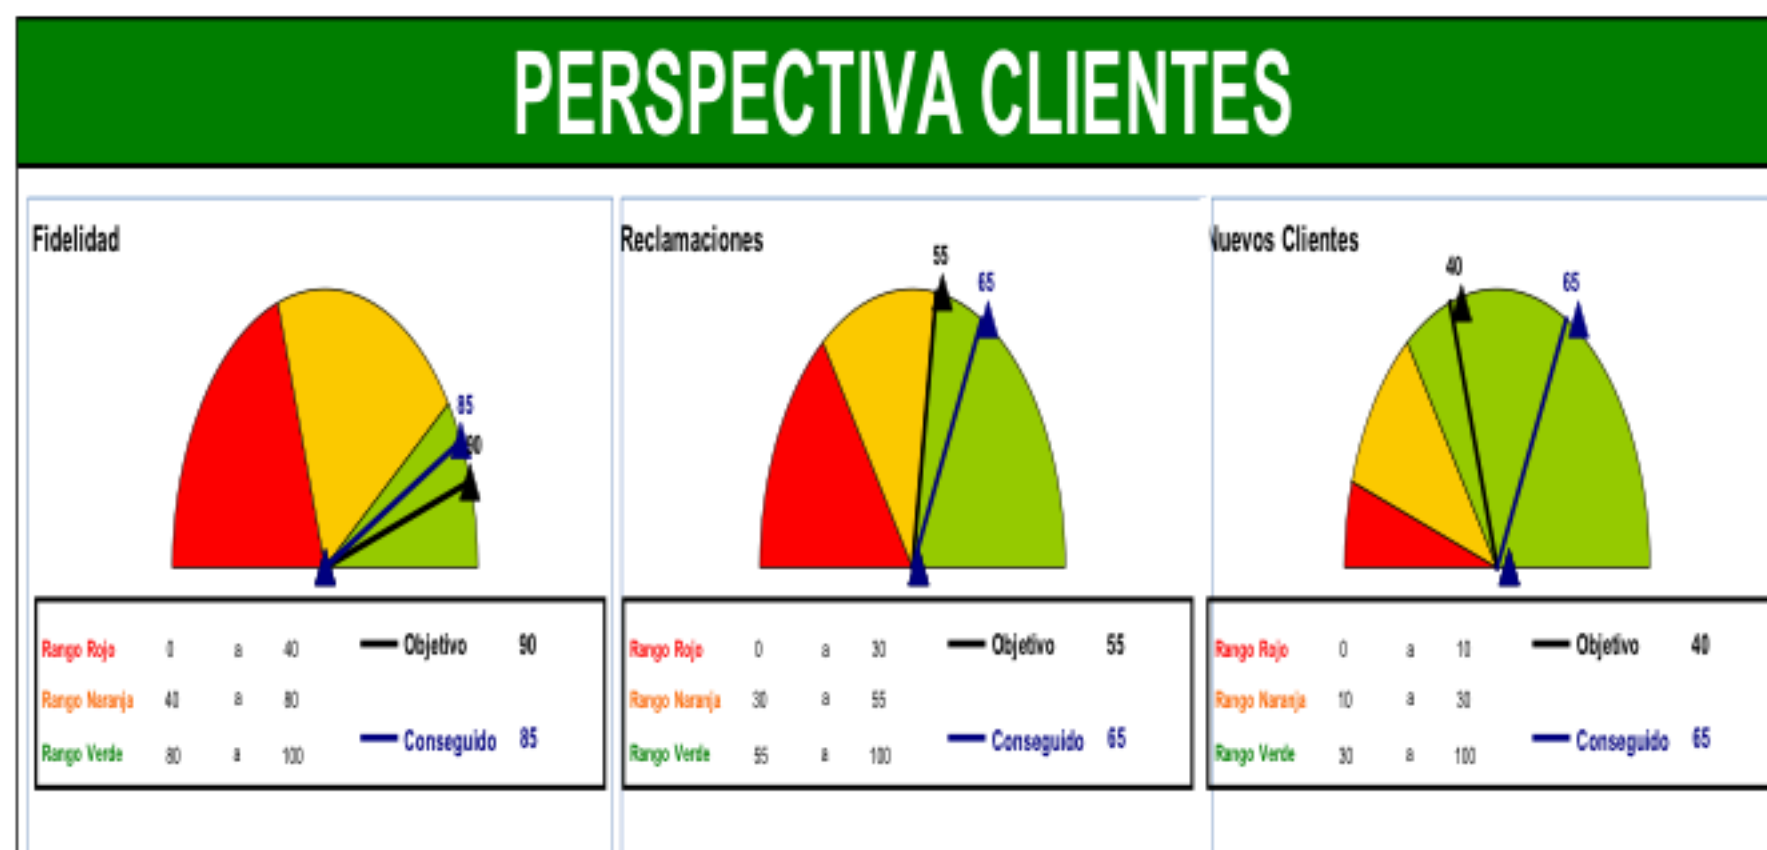 PERSPECTIVA CLIENTES
Fidelidad
85
90
Rango Rojo 0 a 40
Objetivo 90
Rango Naranja 40 a 80
Conseguido 85
Rango Verde 80 a 100
Reclamaciones
55
65
Rango Rojo 0 a 30
Objetivo 55
Rango Naranja 30 a 55
Conseguido 65
Rango Verde 55 a 100
Nuevos Clientes
40
65
Rango Rojo 0 a 10
Objetivo 40
Rango Naranja 10 a 30
Conseguido 65
Rango Verde 30 a 100